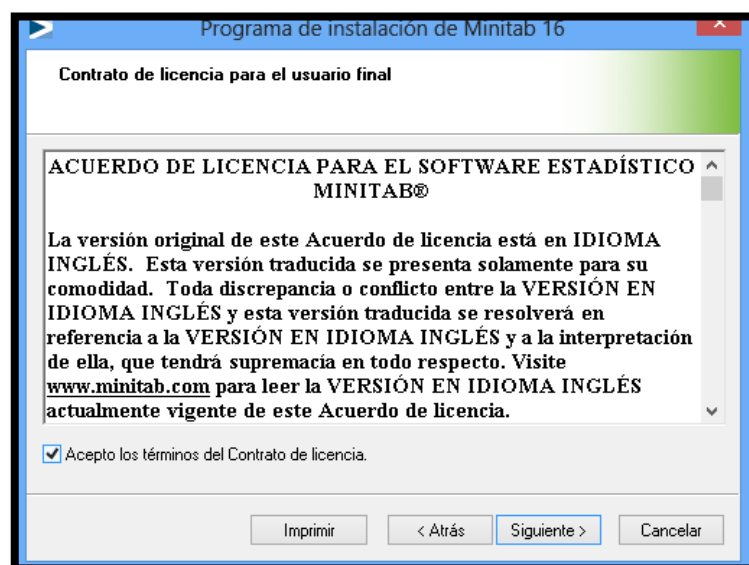 Programa de instalación de Minitab 16
Contrato de licencia para el usuario final
ACUERDO DE LICENCIA PARA EL SOFTWARE ESTADÍSTICO
MINITAB®
La versión original de este Acuerdo de licencia está en IDIOMA
INGLÉS. Esta versión traducida se presenta solamente para su
comodidad. Toda discrepancia o conflicto entre la VERSIÓN EN
IDIOMA INGLÉS y esta versión traducida se resolverá en
referencia a la VERSIÓN EN IDIOMA INGLÉS y a la interpretación
de ella, que tendrá supremacía en todo respecto. Visite
www.minitab.com para leer la VERSIÓN EN IDIOMA INGLÉS
actualmente vigente de este Acuerdo de licencia.
Acepto los términos del Contrato de licencia.
Imprimir < Atrás Siguiente > Cancelar